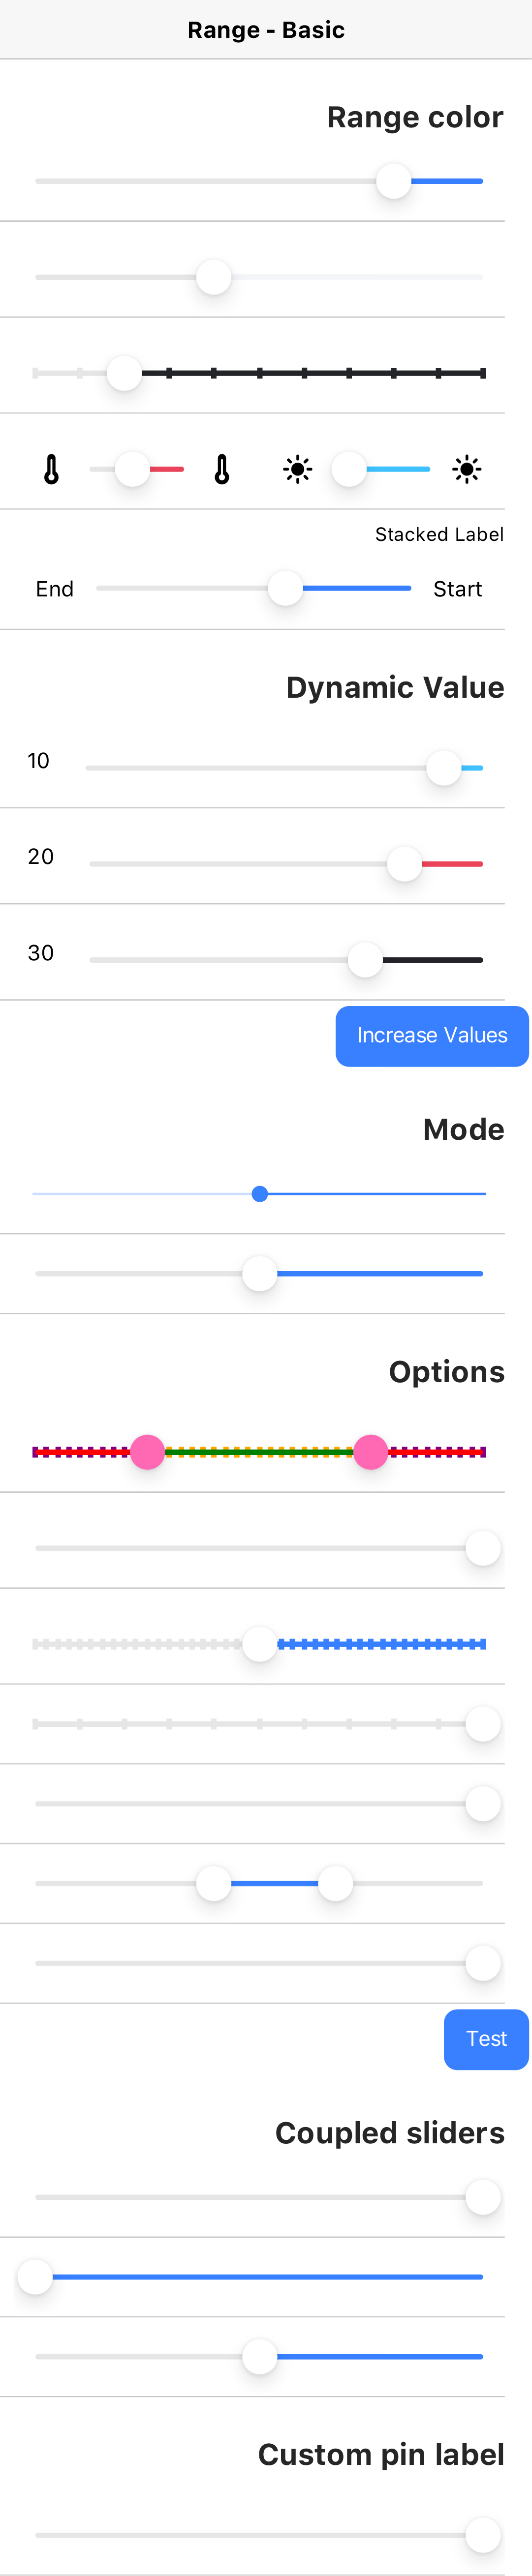 Range - Basic
Range color
Stacked Label
End Start
Dynamic Value
10
20
30
Increase Values
Mode
Options
Test
Coupled sliders
Custom pin label